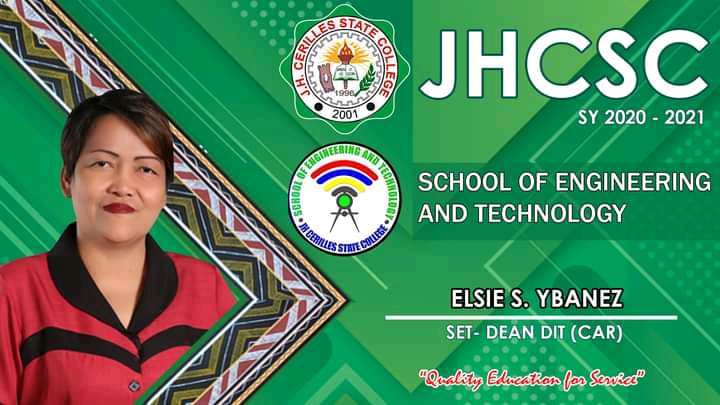 J.H. CERILLES STATE COLLEGE
1996
2001
JHCSC
SY 2020 - 2021
SCHOOL OF ENGINEERING AND TECHNOLOGY
JH CERILLES STATE COLLEGE
SCHOOL OF ENGINEERING
AND TECHNOLOGY
ELSIE S. YBANEZ
SET- DEAN DIT (CAR)
"Quality Education for Service"